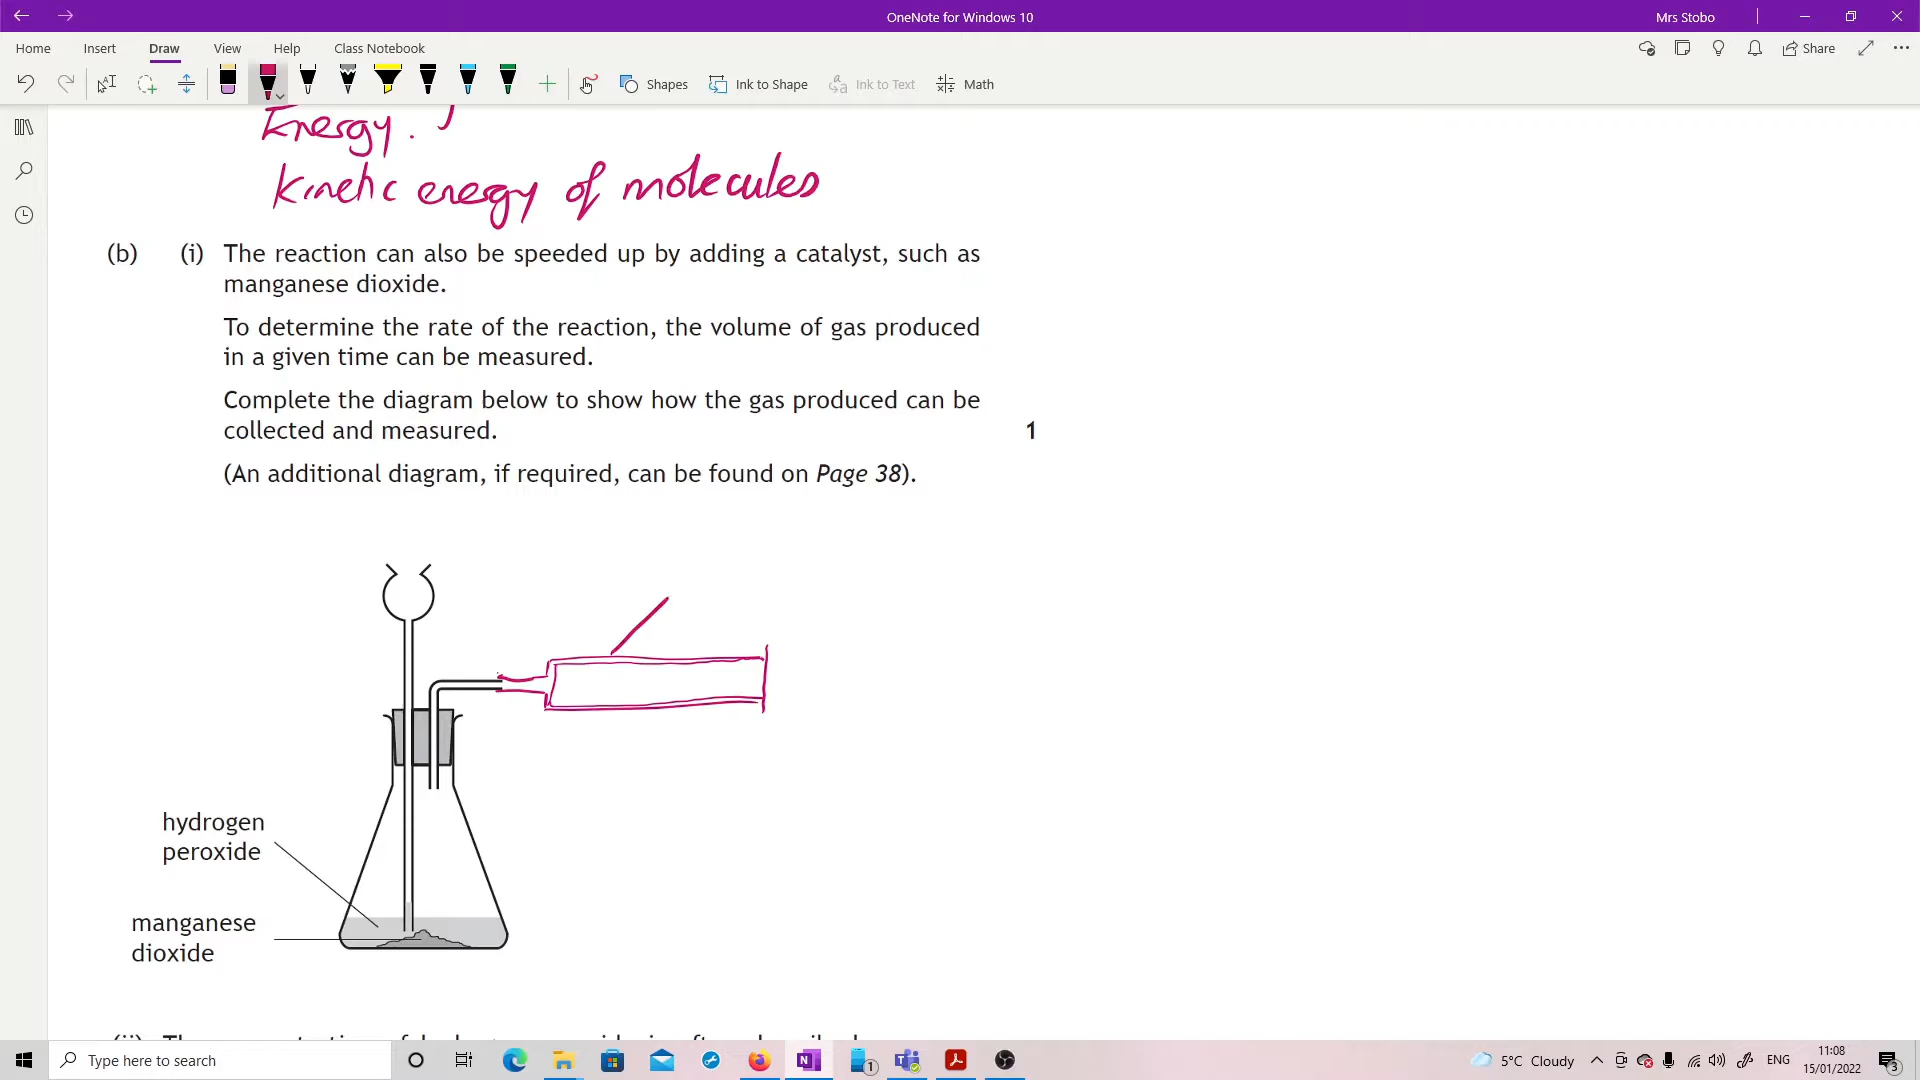 OneNote for Windows 10
Mrs Stobo
Home Insert Draw View Help Class Notebook
Share
Shapes Ink to Shape Ink to Text Math
Energy.
Kinetic energy of molecules
(b) (i) The reaction can also be speeded up by adding a catalyst, such as
manganese dioxide.
To determine the rate of the reaction, the volume of gas produced
in a given time can be measured.
Complete the diagram below to show how the gas produced can be
collected and measured. 1
(An additional diagram, if required, can be found on Page 38).
hydrogen
peroxide
manganese
dioxide
Type here to search
5°C Cloudy
ENG
11:08
15/01/2022
1
3